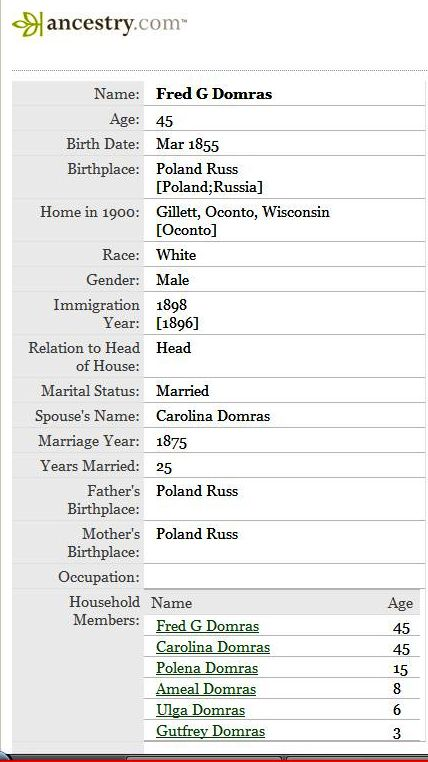 ancestry.com™
Name: Fred G Domras
Age: 45
Birth Date: Mar 1855
Birthplace: Poland Russ
[Poland;Russia]
Home in 1900: Gillett, Oconto, Wisconsin
[Oconto]
Race: White
Gender: Male
Immigration Year: 1898
[1896]
Relation to Head of House: Head
Marital Status: Married
Spouse's Name: Carolina Domras
Marriage Year: 1875
Years Married: 25
Father's Birthplace: Poland Russ
Mother's Birthplace: Poland Russ
Occupation:
Household Members: Name Age
Fred G Domras 45
Carolina Domras 45
Polena Domras 15
Ameal Domras 8
Ulga Domras 6
Gutfrey Domras 3